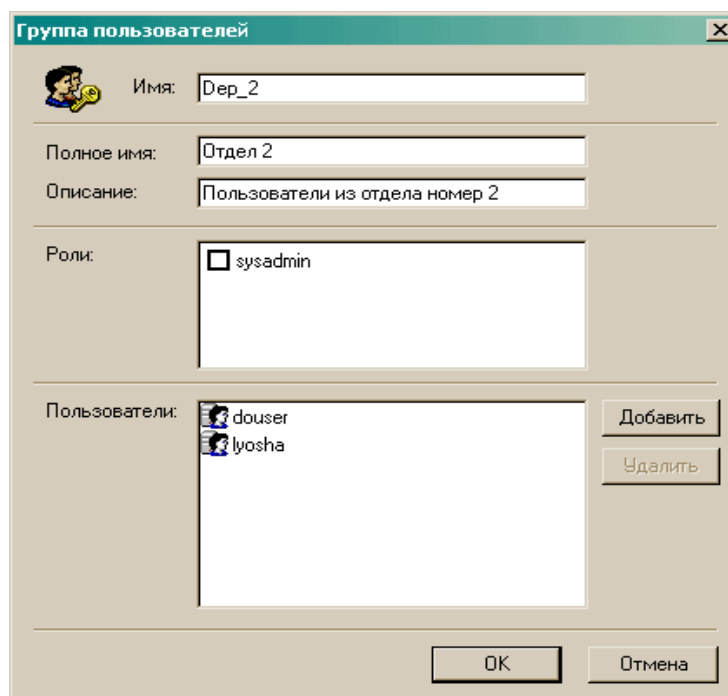 Группа пользователей
Имя: Dep_2
Полное имя: Отдел 2
Описание: Пользователи из отдела номер 2
Роли: sysadmin
Пользователи: douser Добавить
lyosha
Удалить
OK Отмена